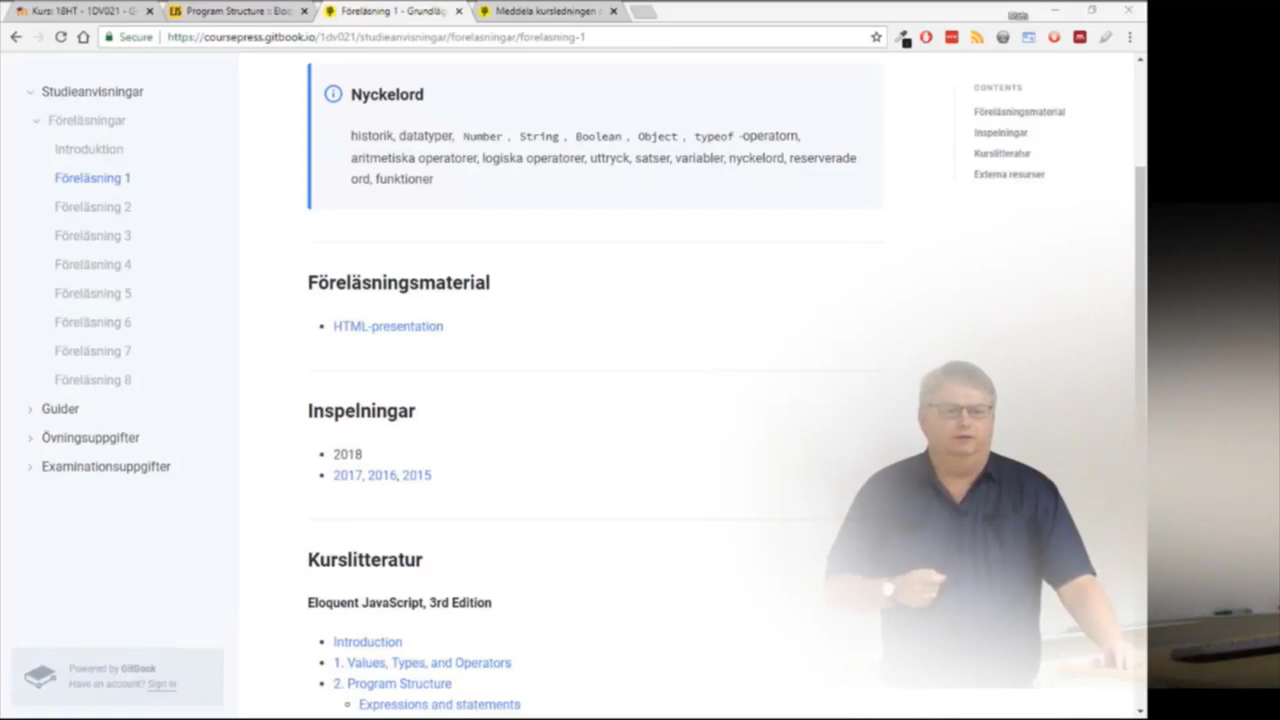 Kurs: 18HT - 1DV021 - G
Program Structure :: Eloq
Föreläsning 1 - Grundläg
Meddela kursledningen
Secure
https://coursepress.gitbook.io/1dv021/studieanvisningar/forelasningar/forelasning-1
Studieanvisningar
Föreläsningar
Introduktion
Föreläsning 1
Föreläsning 2
Föreläsning 3
Föreläsning 4
Föreläsning 5
Föreläsning 6
Föreläsning 7
Föreläsning 8
Guider
Övningsuppgifter
Examinationsuppgifter
Powered by GitBook
Have an account? Sign in
Nyckelord
historik, datatyper, Number, String, Boolean, Object, typeof -operatorn,
aritmetiska operatorer, logiska operatorer, uttryck, satser, variabler, nyckelord, reserverade
ord, funktioner
Föreläsningsmaterial
HTML-presentation
Inspelningar
2018
2017, 2016, 2015
Kurslitteratur
Eloquent JavaScript, 3rd Edition
Introduction
1. Values, Types, and Operators
2. Program Structure
Expressions and statements
CONTENTS
Föreläsningsmaterial
Inspelningar
Kurslitteratur
Externa resurser